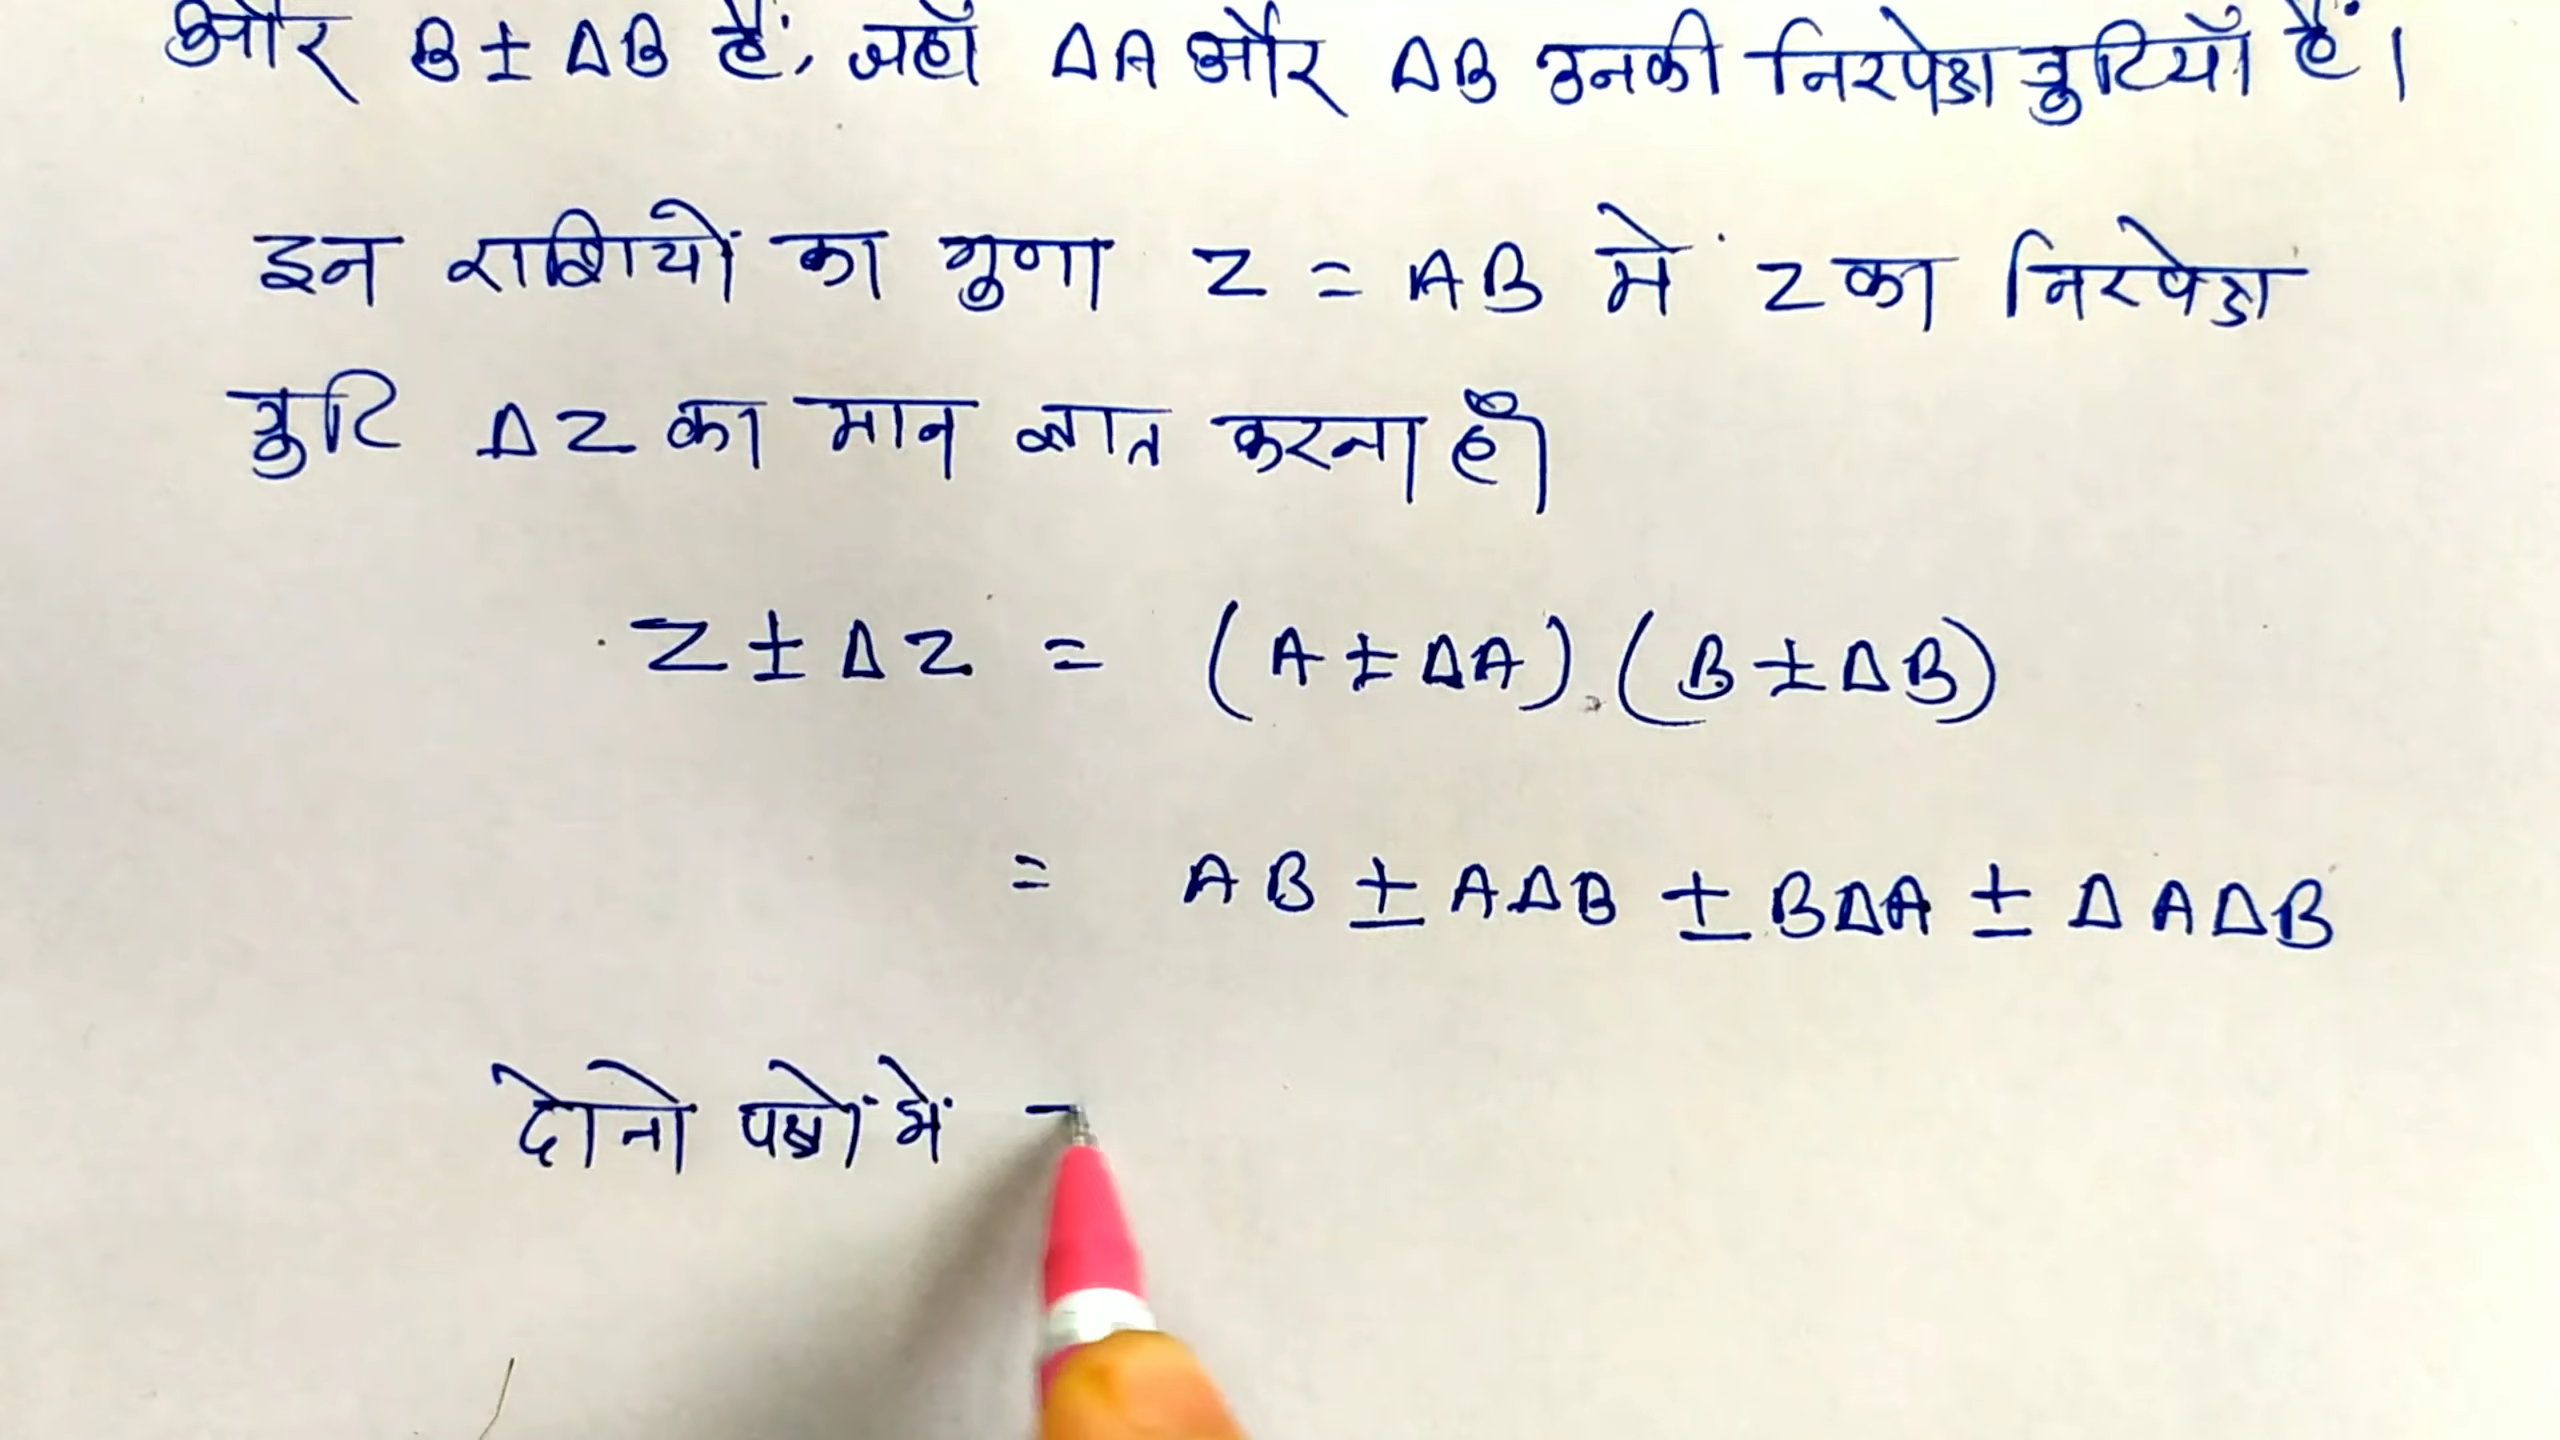 और B ± ΔB हैं, जहाँ ΔA और ΔB उनकी निरपेक्ष त्रुटियाँ हैं।
इन राशियों का गुणा Z = AB में Z का निरपेक्ष
त्रुटि ΔZ का मान ज्ञात करना हैं।
Z ± ΔZ = (A ± ΔA).(B ± ΔB)
= AB ± AΔB ± BΔA ± ΔAΔB
दोनो पक्षों में